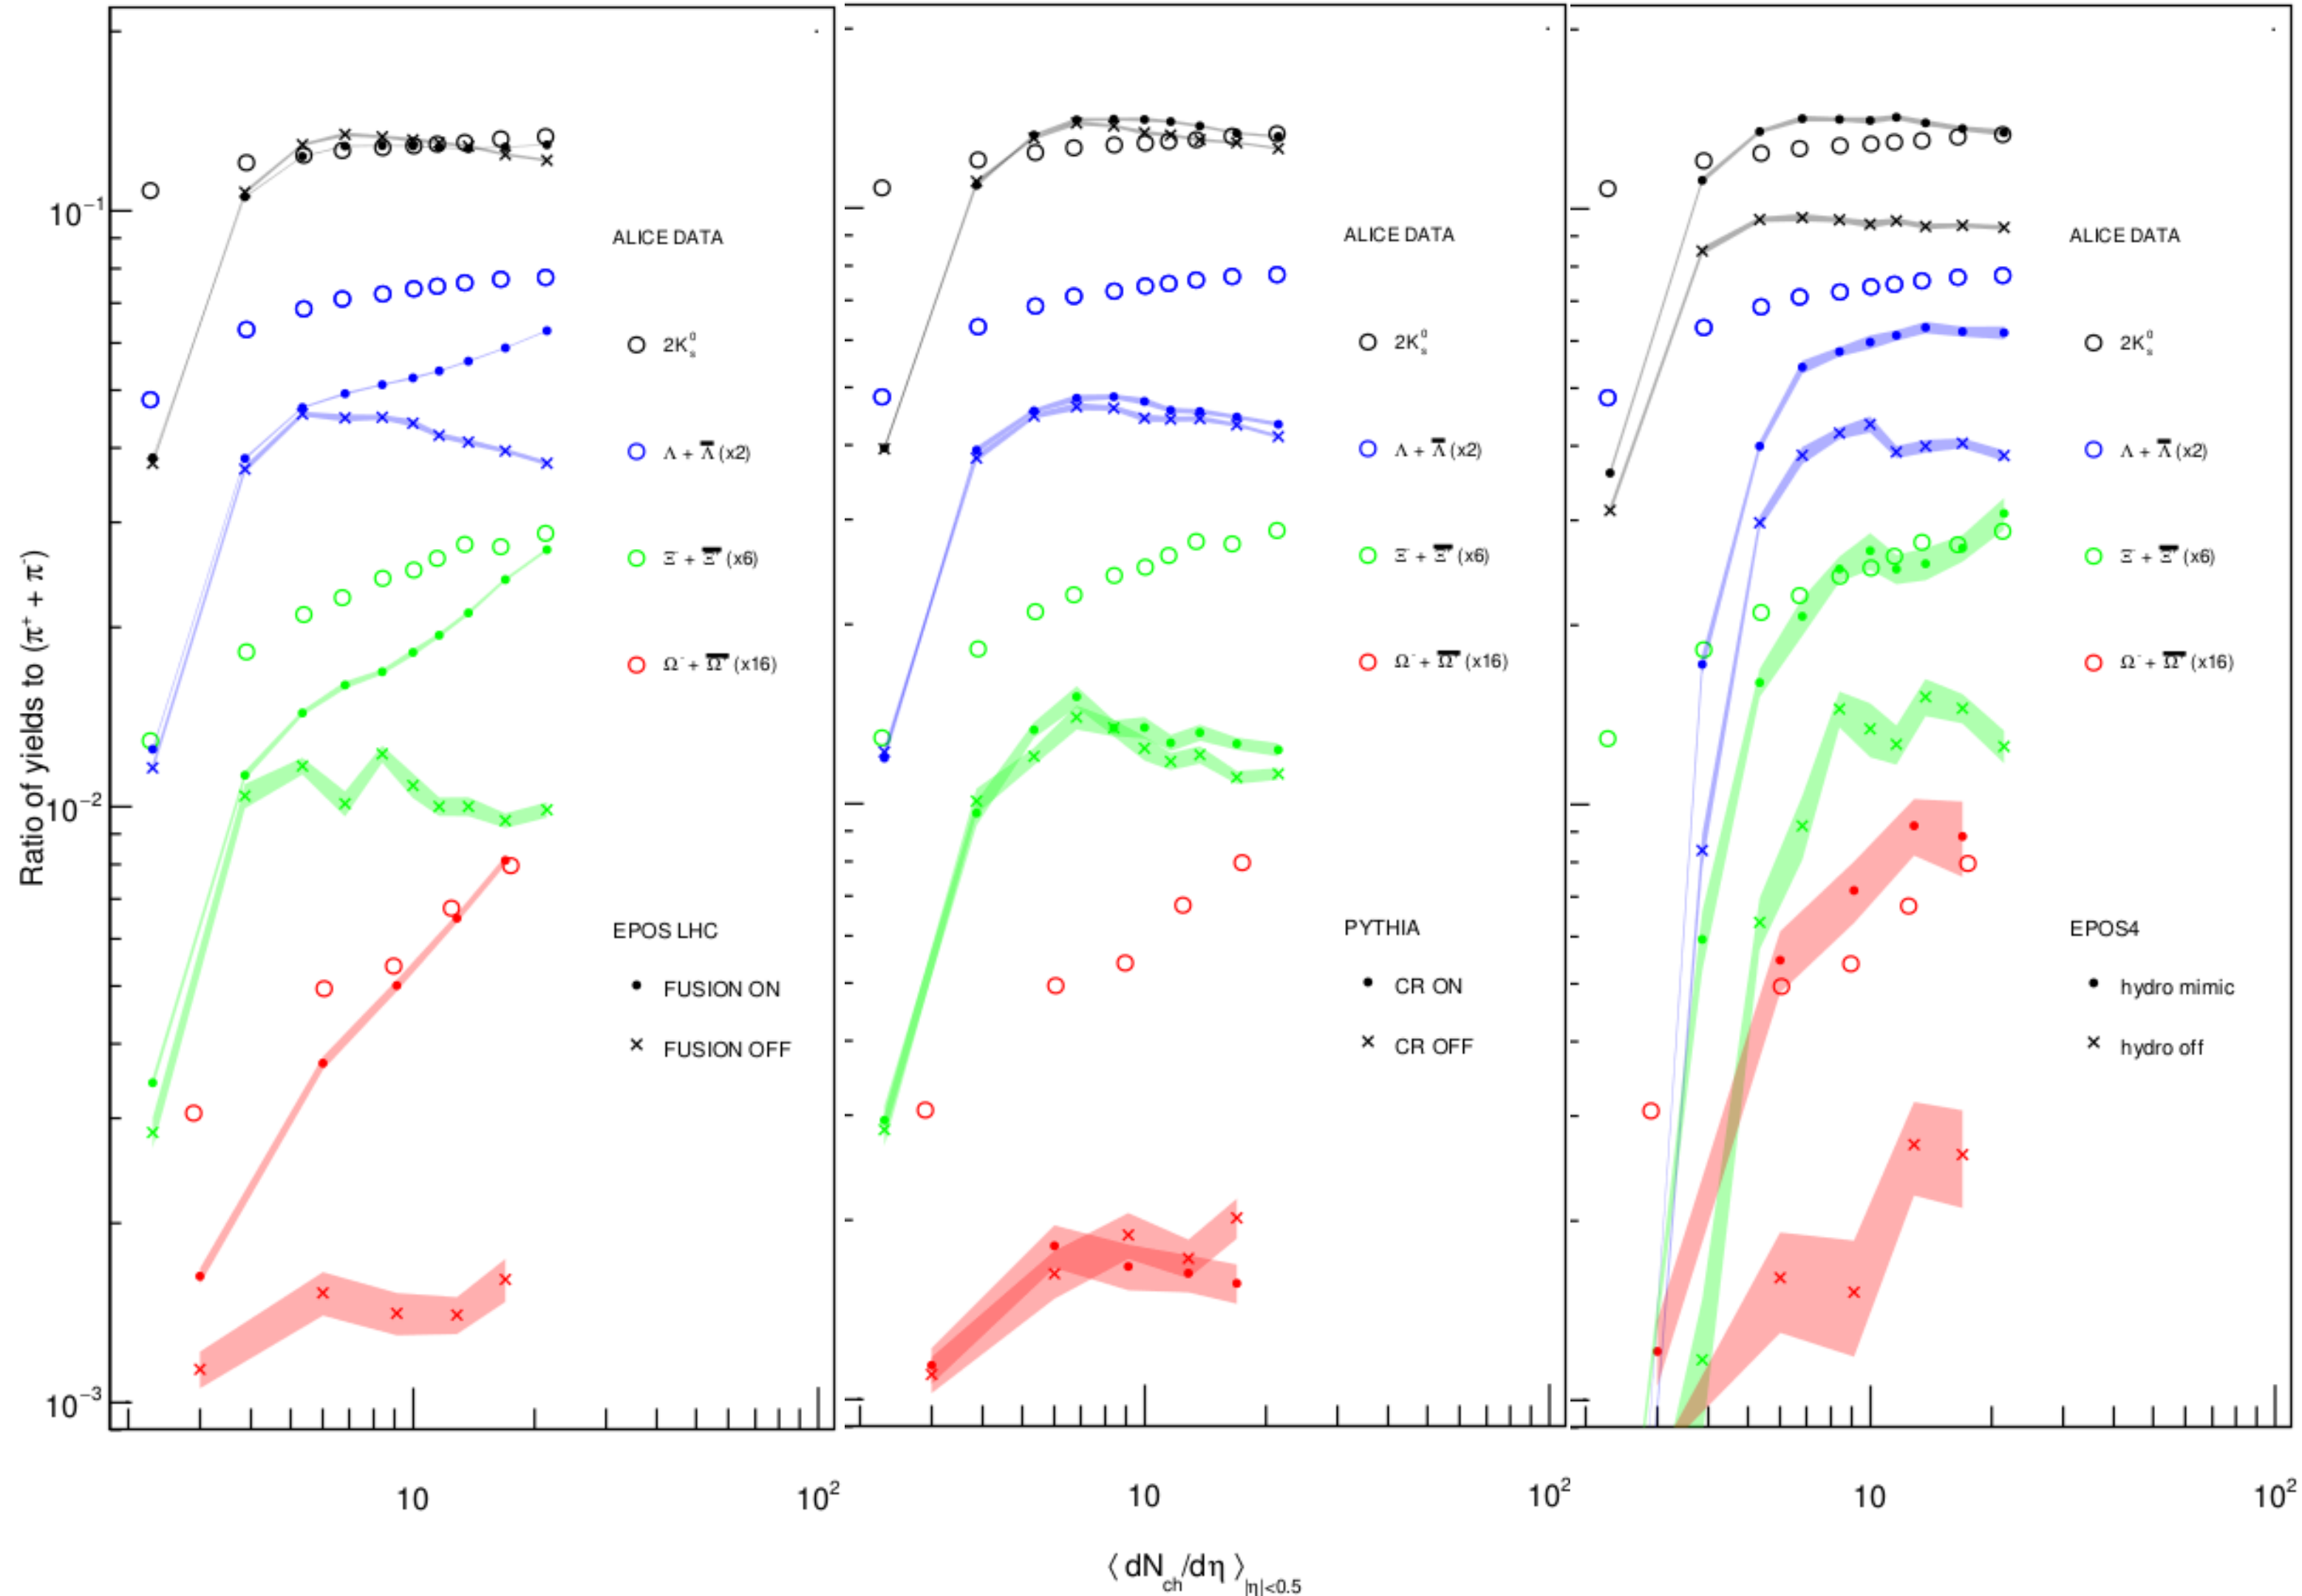 Ratio of yields to (π⁺ + π⁻)
10⁻¹
10⁻²
10⁻³
ALICE DATA
2K⁰ₛ
Λ + Λ̅ (x2)
Ξ⁻ + Ξ̅⁺ (x6)
Ω⁻ + Ω̅⁺ (x16)
EPOS LHC
FUSION ON
FUSION OFF
10
10²
ALICE DATA
2K⁰ₛ
Λ + Λ̅ (x2)
Ξ⁻ + Ξ̅⁺ (x6)
Ω⁻ + Ω̅⁺ (x16)
PYTHIA
CR ON
CR OFF
10
10²
ALICE DATA
2K⁰ₛ
Λ + Λ̅ (x2)
Ξ⁻ + Ξ̅⁺ (x6)
Ω⁻ + Ω̅⁺ (x16)
EPOS4
hydro mimic
hydro off
10
10²
⟨ dN_ch/dη ⟩_|η|<0.5